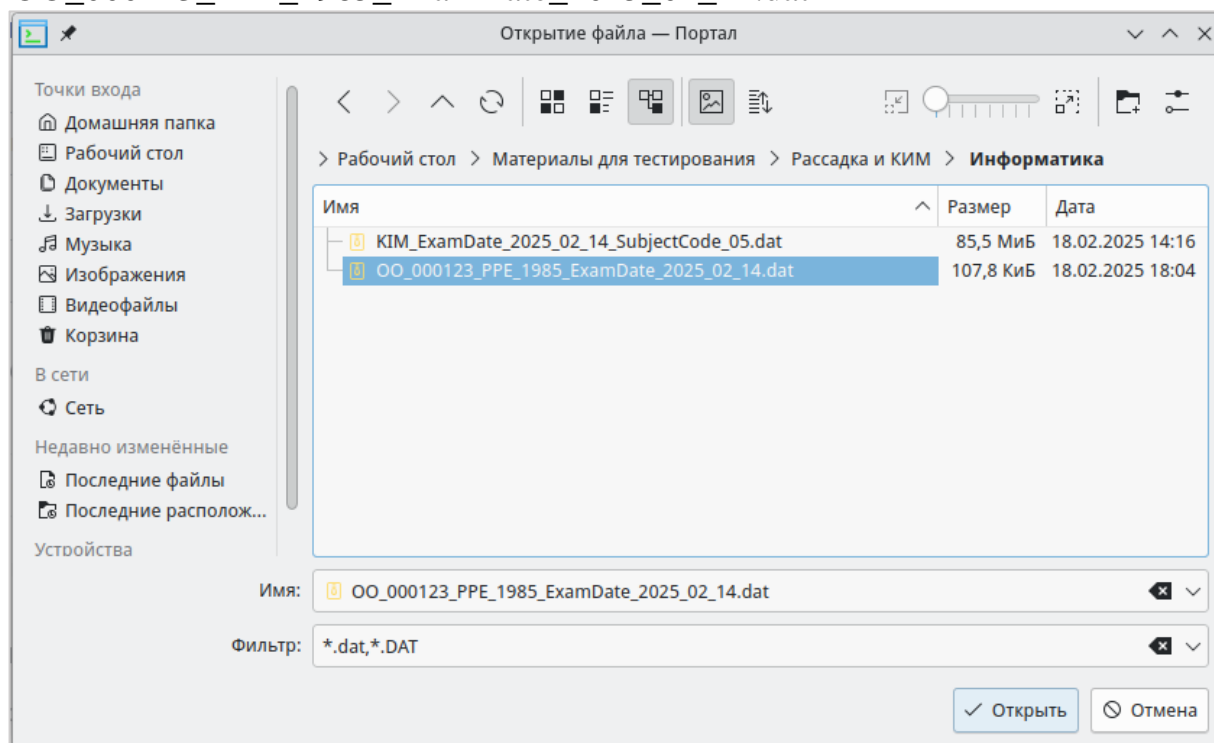 Открытие файла — Портал
Точки входа
Домашняя папка
Рабочий стол
Документы
Загрузки
Музыка
Изображения
Видеофайлы
Корзина
В сети
Сеть
Недавно изменённые
Последние файлы
Последние располож...
Устройства
> Рабочий стол > Материалы для тестирования > Рассадка и КИМ > Информатика
Имя Размер Дата
KIM_ExamDate_2025_02_14_SubjectCode_05.dat 85,5 МиБ 18.02.2025 14:16
OO_000123_PPE_1985_ExamDate_2025_02_14.dat 107,8 КиБ 18.02.2025 18:04
Имя: OO_000123_PPE_1985_ExamDate_2025_02_14.dat
Фильтр: *.dat,*.DAT
Открыть Отмена